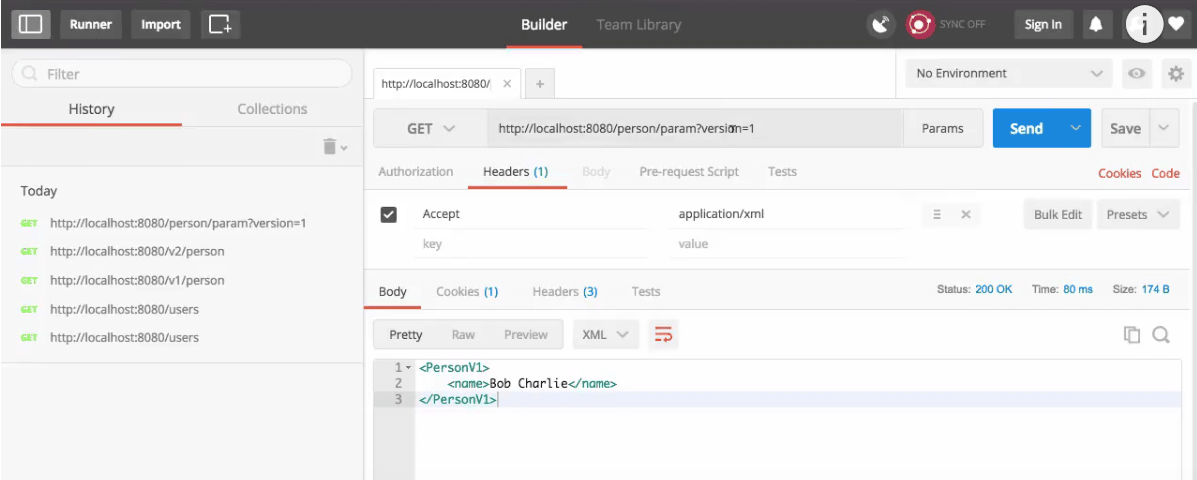 Runner Import Builder Team Library SYNC OFF Sign In i
Filter
History Collections
Today
GET http://localhost:8080/person/param?version=1
GET http://localhost:8080/v2/person
GET http://localhost:8080/v1/person
GET http://localhost:8080/users
GET http://localhost:8080/users
http://localhost:8080/ × + No Environment
GET http://localhost:8080/person/param?version=1 Params Send Save
Authorization Headers (1) Body Pre-request Script Tests Cookies Code
Accept application/xml Bulk Edit Presets
key value
Body Cookies (1) Headers (3) Tests Status: 200 OK Time: 80 ms Size: 174 B
Pretty Raw Preview XML
1 <PersonV1>
2 <name>Bob Charlie</name>
3 </PersonV1>